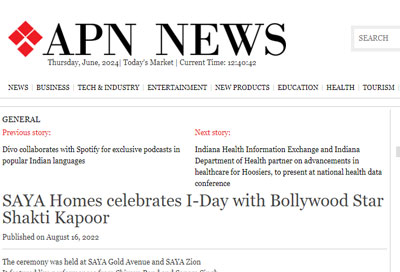 APN NEWS
Thursday, June, 2024| Today's Market | Current Time: 12:40:42
SEARCH
NEWS | BUSINESS | TECH & INDUSTRY | ENTERTAINMENT | NEW PRODUCTS | EDUCATION | HEALTH | TOURISM
GENERAL
Previous story:
Divo collaborates with Spotify for exclusive podcasts in
popular Indian languages
Next story:
Indiana Health Information Exchange and Indiana
Department of Health partner on advancements in
healthcare for Hoosiers, to present at national health data
conference
SAYA Homes celebrates I-Day with Bollywood Star
Shakti Kapoor
Published on August 16, 2022
The ceremony was held at SAYA Gold Avenue and SAYA Zion